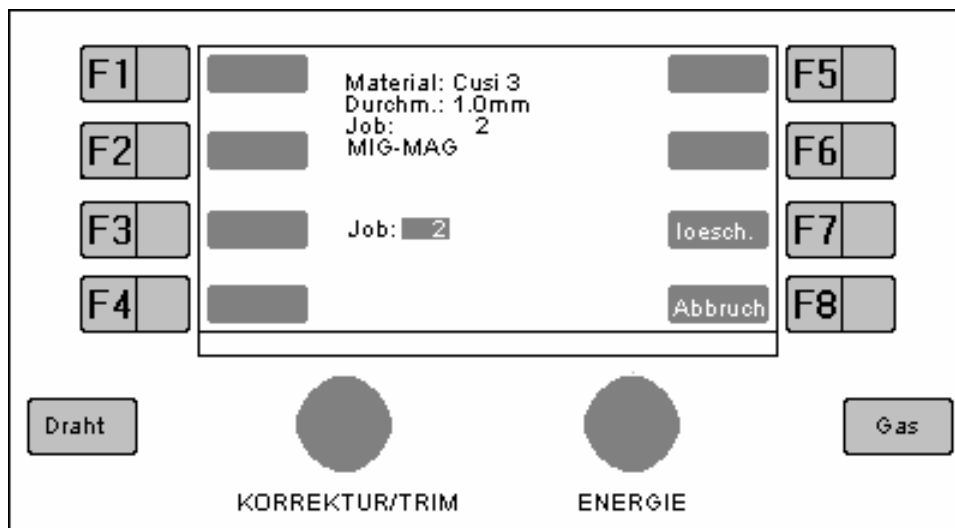 F1
F2
F3
F4
Material: Cusi 3
Durchm.: 1.0mm
Job: 2
MIG-MAG
Job: 2
loesch.
Abbruch
F5
F6
F7
F8
Draht
Gas
KORREKTUR/TRIM
ENERGIE